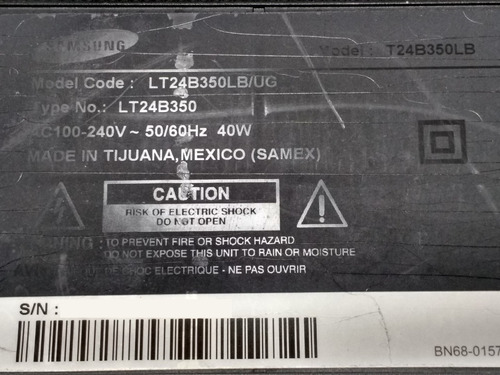 SAMSUNG
Model : T24B350LB
Model Code : LT24B350LB/UG
Type No.: LT24B350
AC100-240V~ 50/60Hz 40W
MADE IN TIJUANA,MEXICO (SAMEX)
CAUTION
RISK OF ELECTRIC SHOCK
DO NOT OPEN
TO PREVENT FIRE OR SHOCK HAZARD
DO NOT EXPOSE THIS UNIT TO RAIN OR MOISTURE
DE CHOC ELECTRIQUE - NE PAS OUVRIR
S/N :
BN68-0157